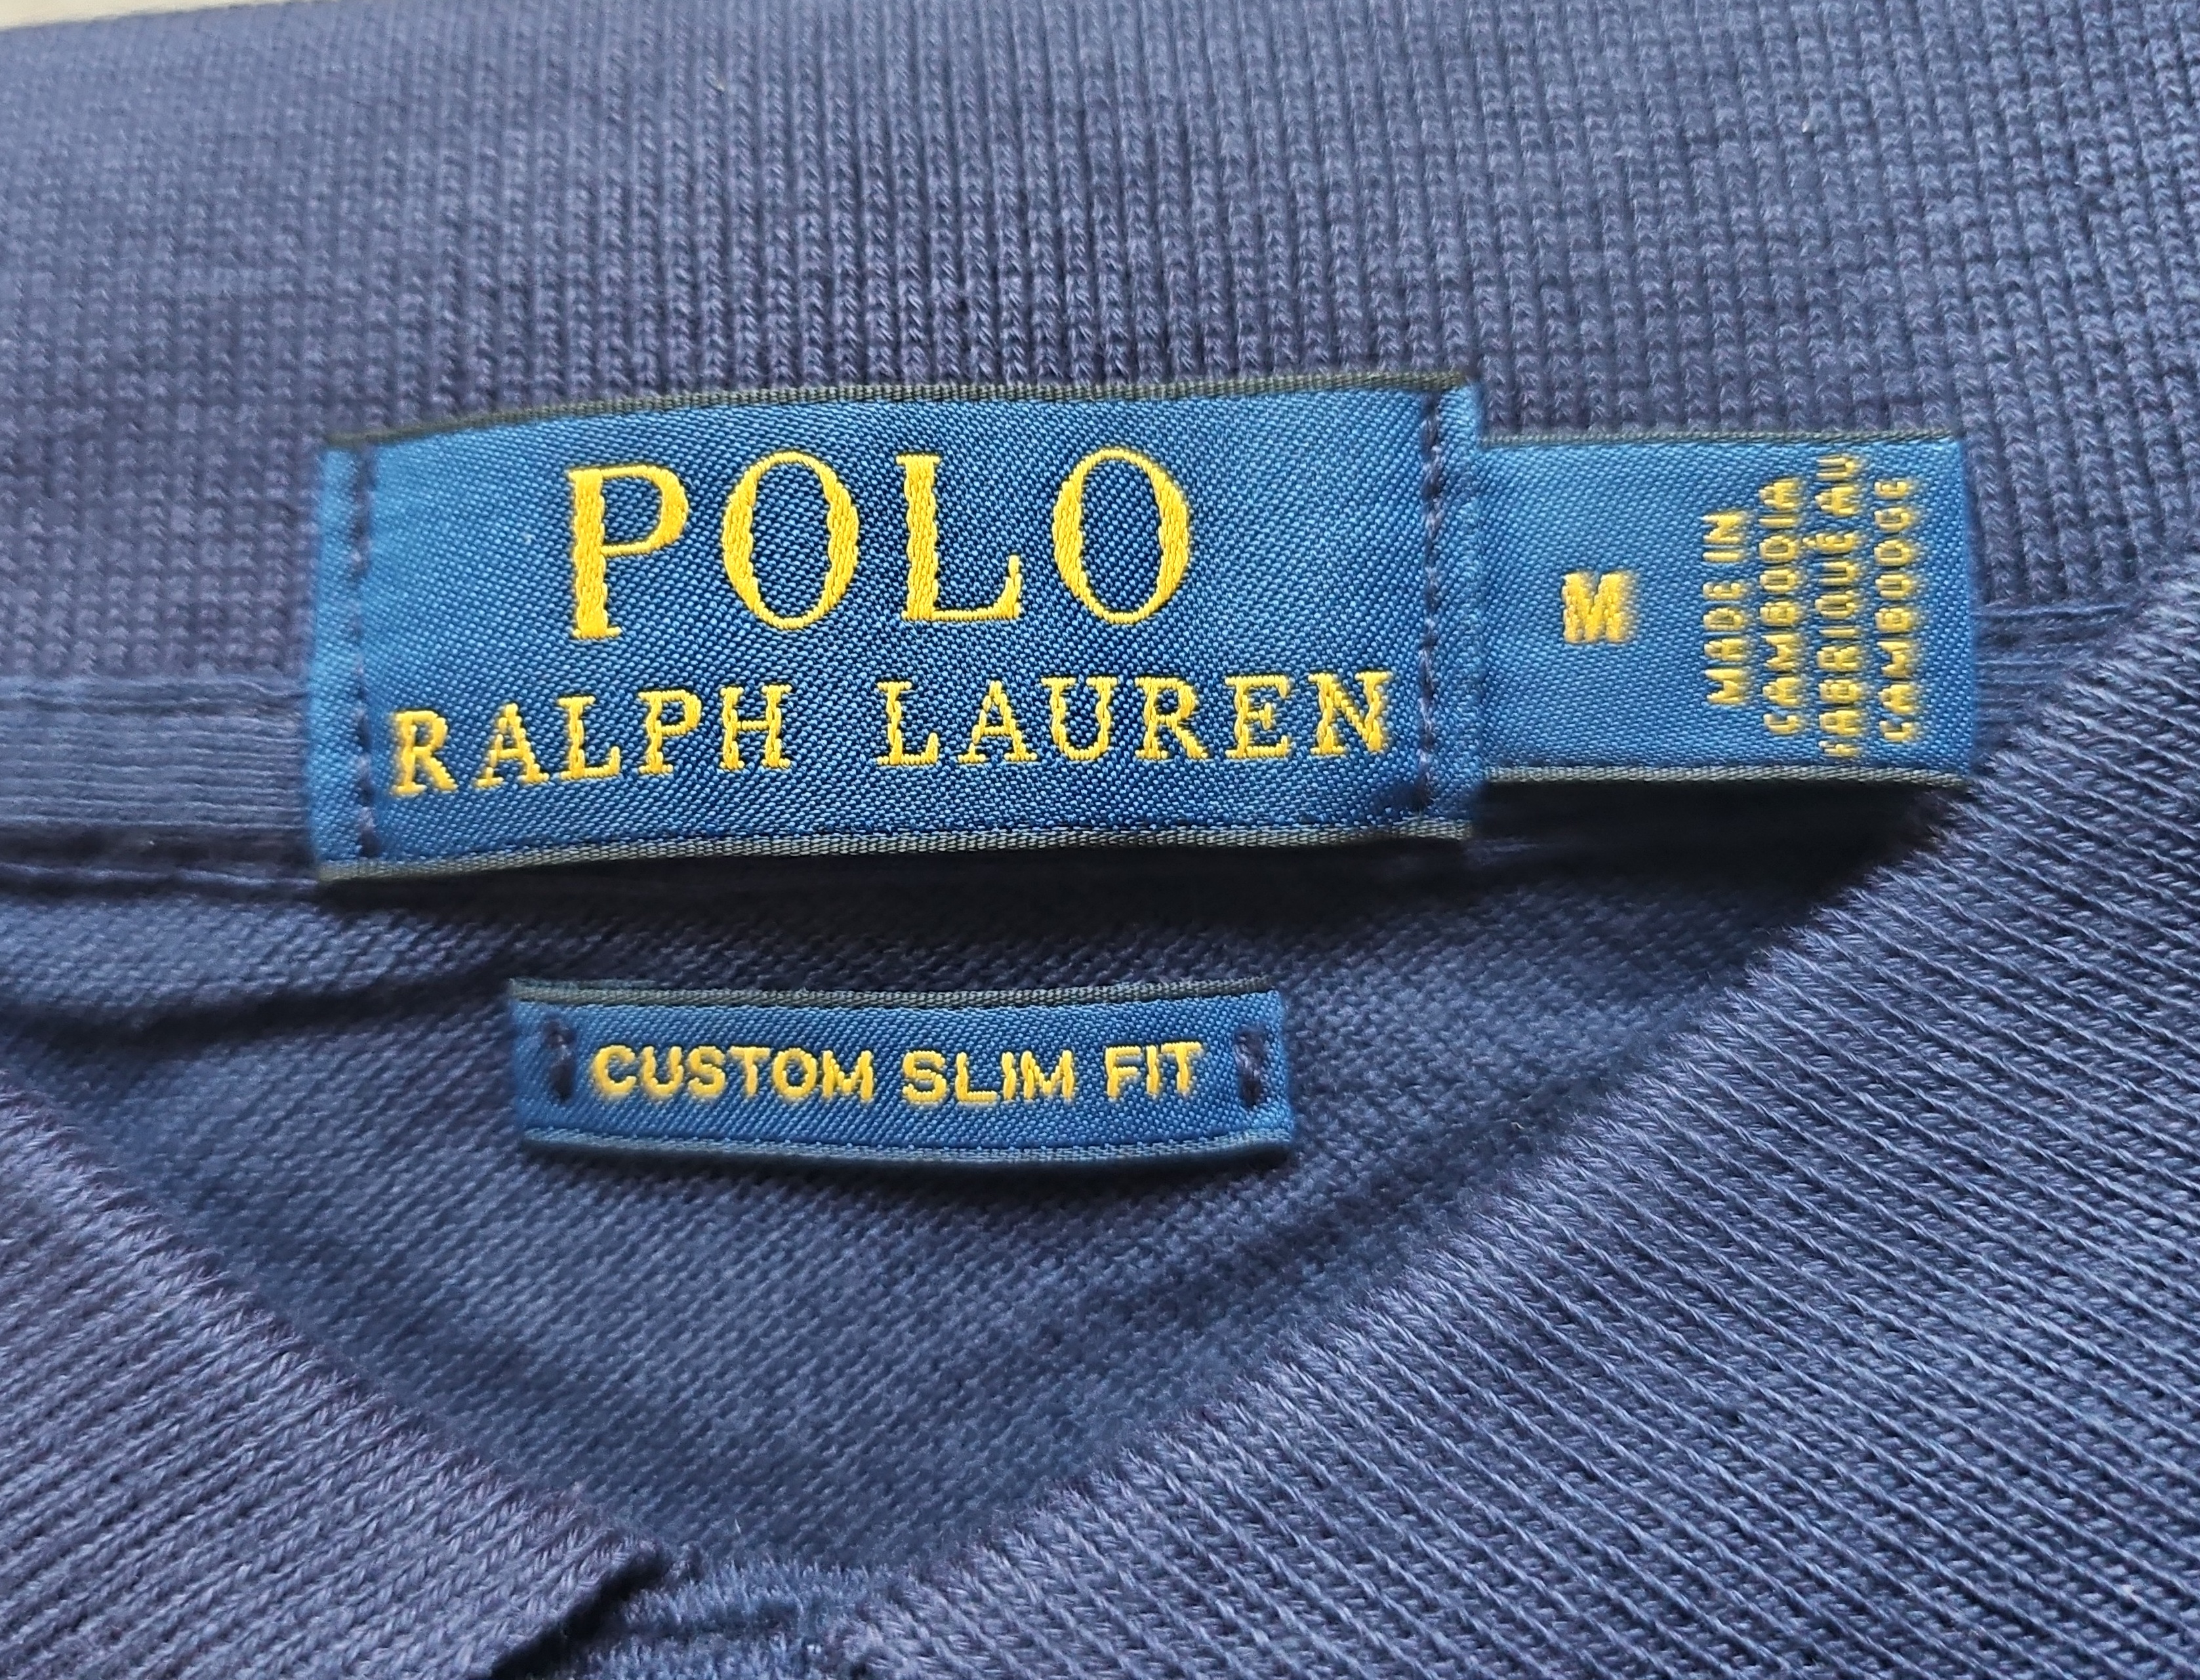 POLO
RALPH LAUREN
M
MADE IN
CAMBODIA
FABRIQUÉ AU
CAMBODGE
CUSTOM SLIM FIT